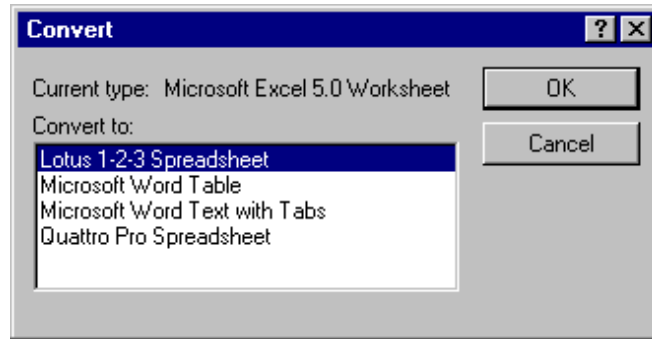 Convert
Current type: Microsoft Excel 5.0 Worksheet
OK
Convert to:
Cancel
Lotus 1-2-3 Spreadsheet
Microsoft Word Table
Microsoft Word Text with Tabs
Quattro Pro Spreadsheet